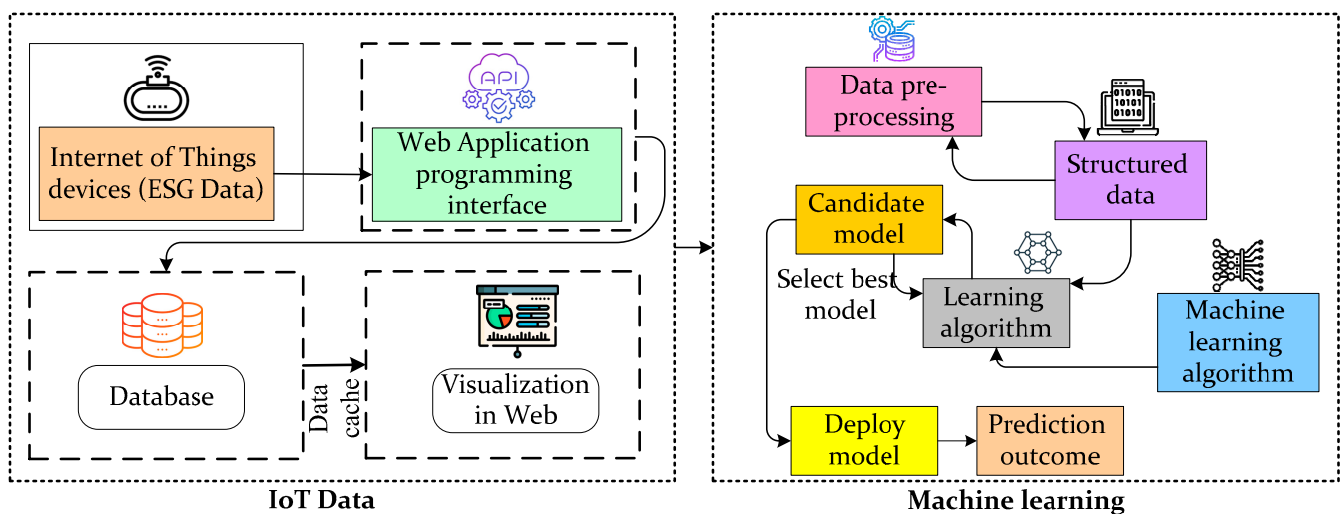 API
Internet of Things
devices (ESG Data)
Web Application
programming
interface
Database
Data
cache
Visualization
in Web
IoT Data
Data pre-
processing
01010
10101
01010
Structured
data
Candidate
model
Select best
model
Learning
algorithm
Machine
learning
algorithm
Deploy
model
Prediction
outcome
Machine learning